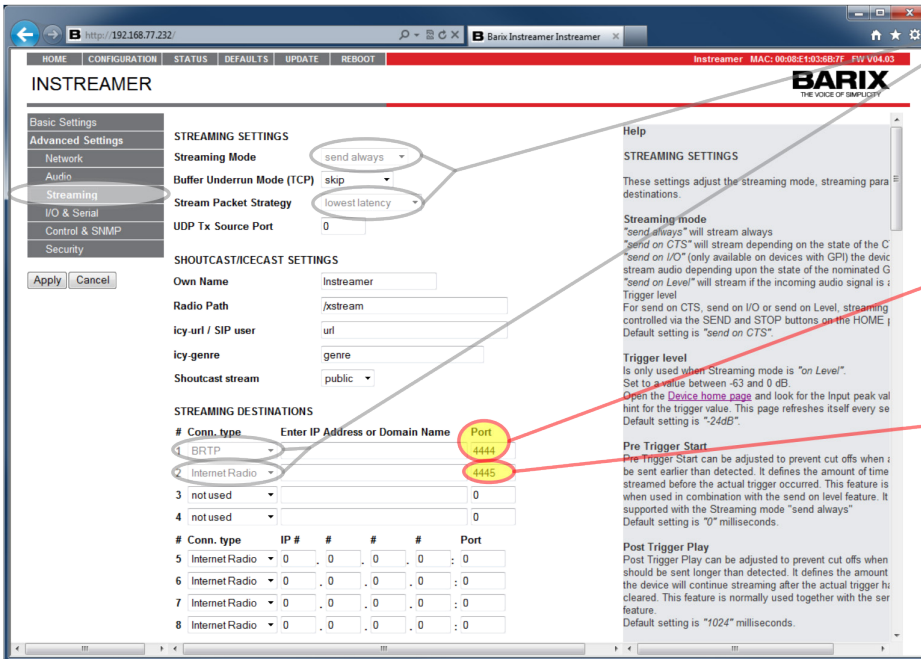 http://192.168.77.232/
Barix Instreamer Instreamer
HOME CONFIGURATION STATUS DEFAULTS UPDATE REBOOT
Instreamer MAC: 00:08:E1:03:6B:7F FW V04.03
INSTREAMER
BARIX
THE VOICE OF SIMPLICITY
Basic Settings
Advanced Settings
Network
Audio
Streaming
I/O & Serial
Control & SNMP
Security
Apply Cancel
STREAMING SETTINGS
Streaming Mode send always
Buffer Underrun Mode (TCP) skip
Stream Packet Strategy lowest latency
UDP Tx Source Port 0
SHOUTCAST/ICECAST SETTINGS
Own Name Instreamer
Radio Path /xstream
icy-url / SIP user url
icy-genre genre
Shoutcast stream public
STREAMING DESTINATIONS
# Conn. type Enter IP Address or Domain Name Port
1 BRTP 4444
2 Internet Radio 4445
3 not used 0
4 not used 0
# Conn. type IP # # # # Port
5 Internet Radio 0 . 0 . 0 . 0 : 0
6 Internet Radio 0 . 0 . 0 . 0 : 0
7 Internet Radio 0 . 0 . 0 . 0 : 0
8 Internet Radio 0 . 0 . 0 . 0 : 0
Help
STREAMING SETTINGS
These settings adjust the streaming mode, streaming para
destinations.
Streaming mode
"send always" will stream always
"send on CTS" will stream depending on the state of the
"send on I/O" (only available on devices with GPI) the devic
stream audio depending upon the state of the nominated G
"send on Level" will stream if the incoming audio signal is
Trigger level
For send on CTS, send on I/O or send on Level, streaming
controlled via the SEND and STOP buttons on the HOME
Default setting is "send on CTS".
Trigger level
Is only used when Streaming mode is "on Level".
Set to a value between -63 and 0 dB.
Open the Device home page and look for the Input peak val
hint for the trigger value. This page refreshes itself every se
Default setting is "-24dB".
Pre Trigger Start
Pre Trigger Start can be adjusted to prevent cut offs when
be sent earlier than detected. It defines the amount of time
streamed before the actual trigger occurred. This feature is
when used in combination with the send on level feature. It
supported with the Streaming mode "send always"
Default setting is "0" milliseconds.
Post Trigger Play
Post Trigger Play can be adjusted to prevent cut offs when
should be sent longer than detected. It defines the amount
the device will continue streaming after the actual trigger ha
cleared. This feature is normally used together with the ser
feature.
Default setting is "1024" milliseconds.